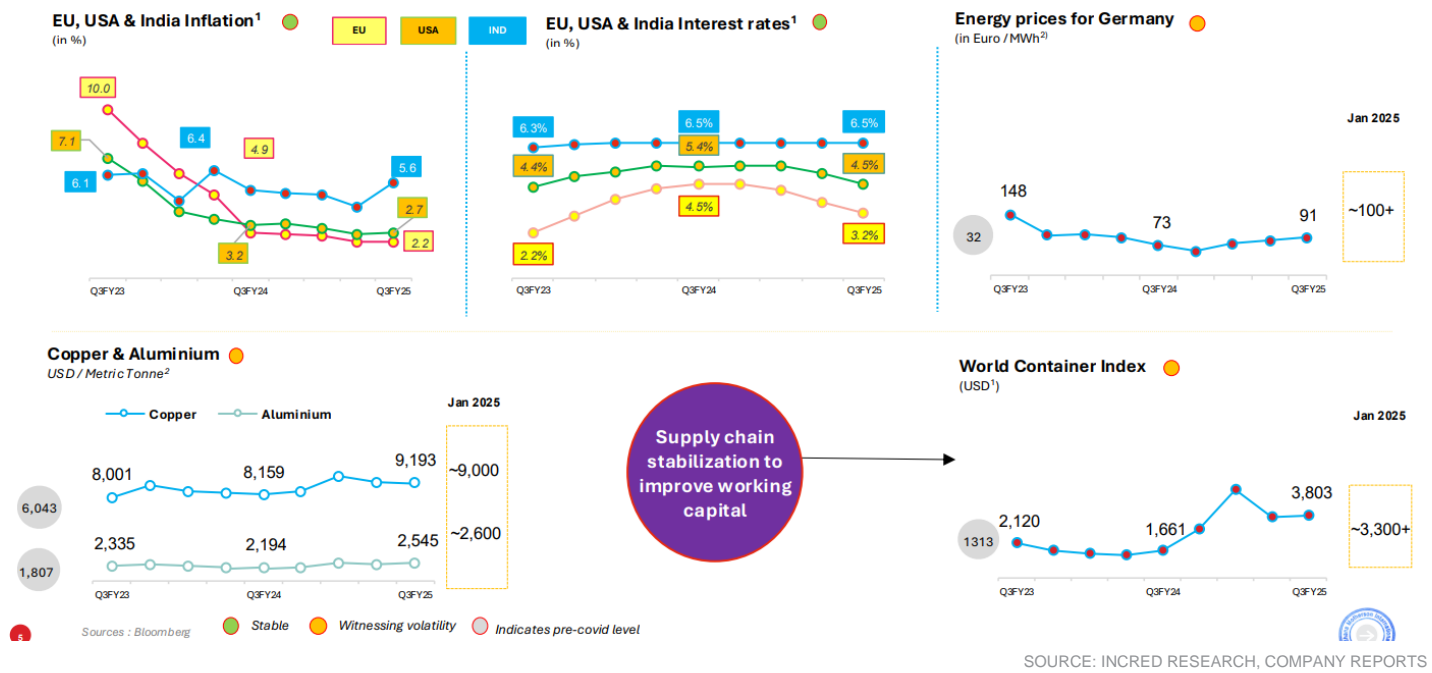 EU, USA & India Inflation¹
(in %)
EU
USA
IND
10.0
7.1
6.1
6.4
4.9
3.2
5.6
2.7
2.2
Q3FY23
Q3FY24
Q3FY25
EU, USA & India Interest rates¹
(in %)
6.3%
6.5%
6.5%
4.4%
5.4%
4.5%
2.2%
4.5%
3.2%
Q3FY23
Q3FY24
Q3FY25
Energy prices for Germany
(in Euro / MWh²⁾)
Jan 2025
148
73
91
32
~100+
Q3FY23
Q3FY24
Q3FY25
Copper & Aluminium
USD / Metric Tonne²
Copper
Aluminium
Jan 2025
8,001
8,159
9,193
~9,000
6,043
2,335
2,194
2,545
~2,600
1,807
Q3FY23
Q3FY24
Q3FY25
Supply chain
stabilization to
improve working
capital
World Container Index
(USD¹)
Jan 2025
2,120
1,661
3,803
1313
~3,300+
Q3FY23
Q3FY24
Q3FY25
5
Sources : Bloomberg
Stable
Witnessing volatility
Indicates pre-covid level
SOURCE: INCRED RESEARCH, COMPANY REPORTS